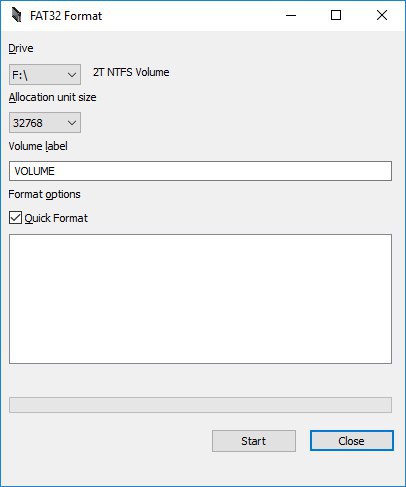 FAT32 Format
Drive
F:\ 2T NTFS Volume
Allocation unit size
32768
Volume label
VOLUME
Format options
Quick Format
Start Close